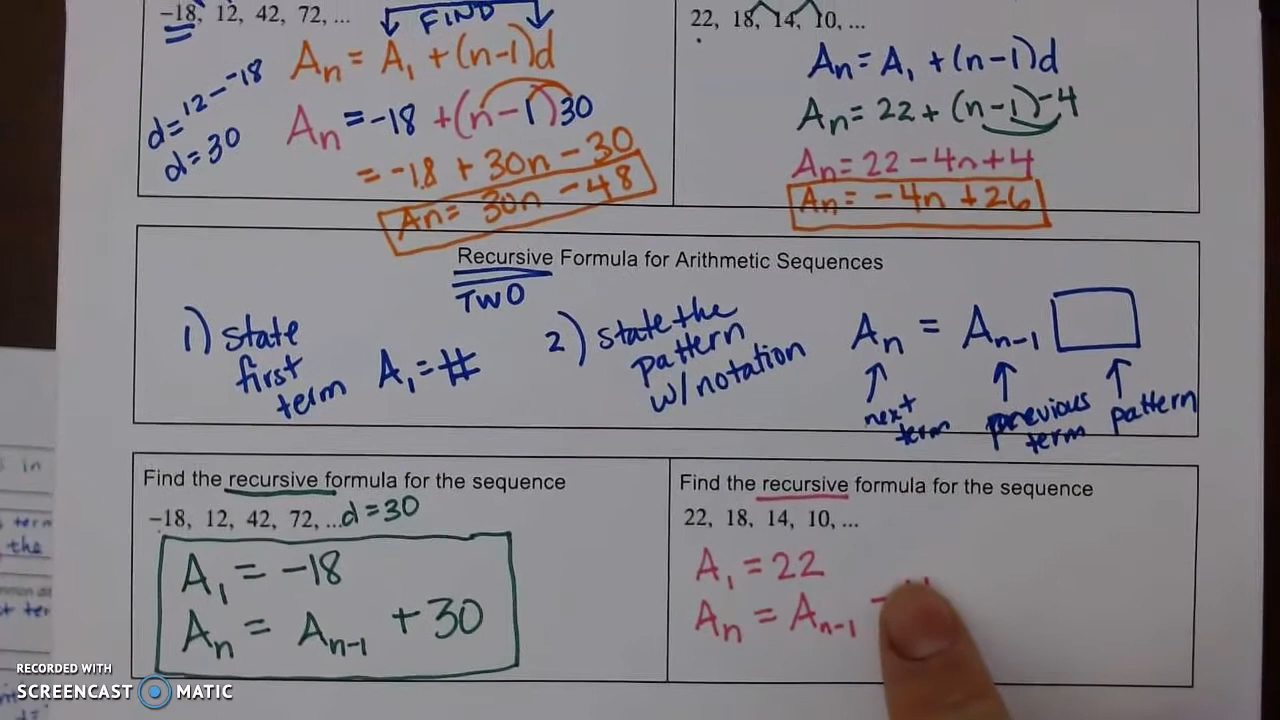 -18, 12, 42, 72, ...
FIND
An = A1 + (n-1)d
d = 12 - -18
d = 30
An = -18 + (n-1)30
= -18 + 30n - 30
An = 30n - 48
22, 18, 14, 10, ...
An = A1 + (n-1)d
An = 22 + (n-1)-4
An = 22 - 4n + 4
An = -4n + 26
Recursive Formula for Arithmetic Sequences
TWO
1) state
first
term
A1 = #
2) state the
pattern
w/ notation
An = An-1
next
term
previous
term
pattern
Find the recursive formula for the sequence
-18, 12, 42, 72, ... d = 30
A1 = -18
An = An-1 + 30
Find the recursive formula for the sequence
22, 18, 14, 10, ...
A1 = 22
An = An-1 -
in
term
the
RECORDED WITH
SCREENCAST MATIC